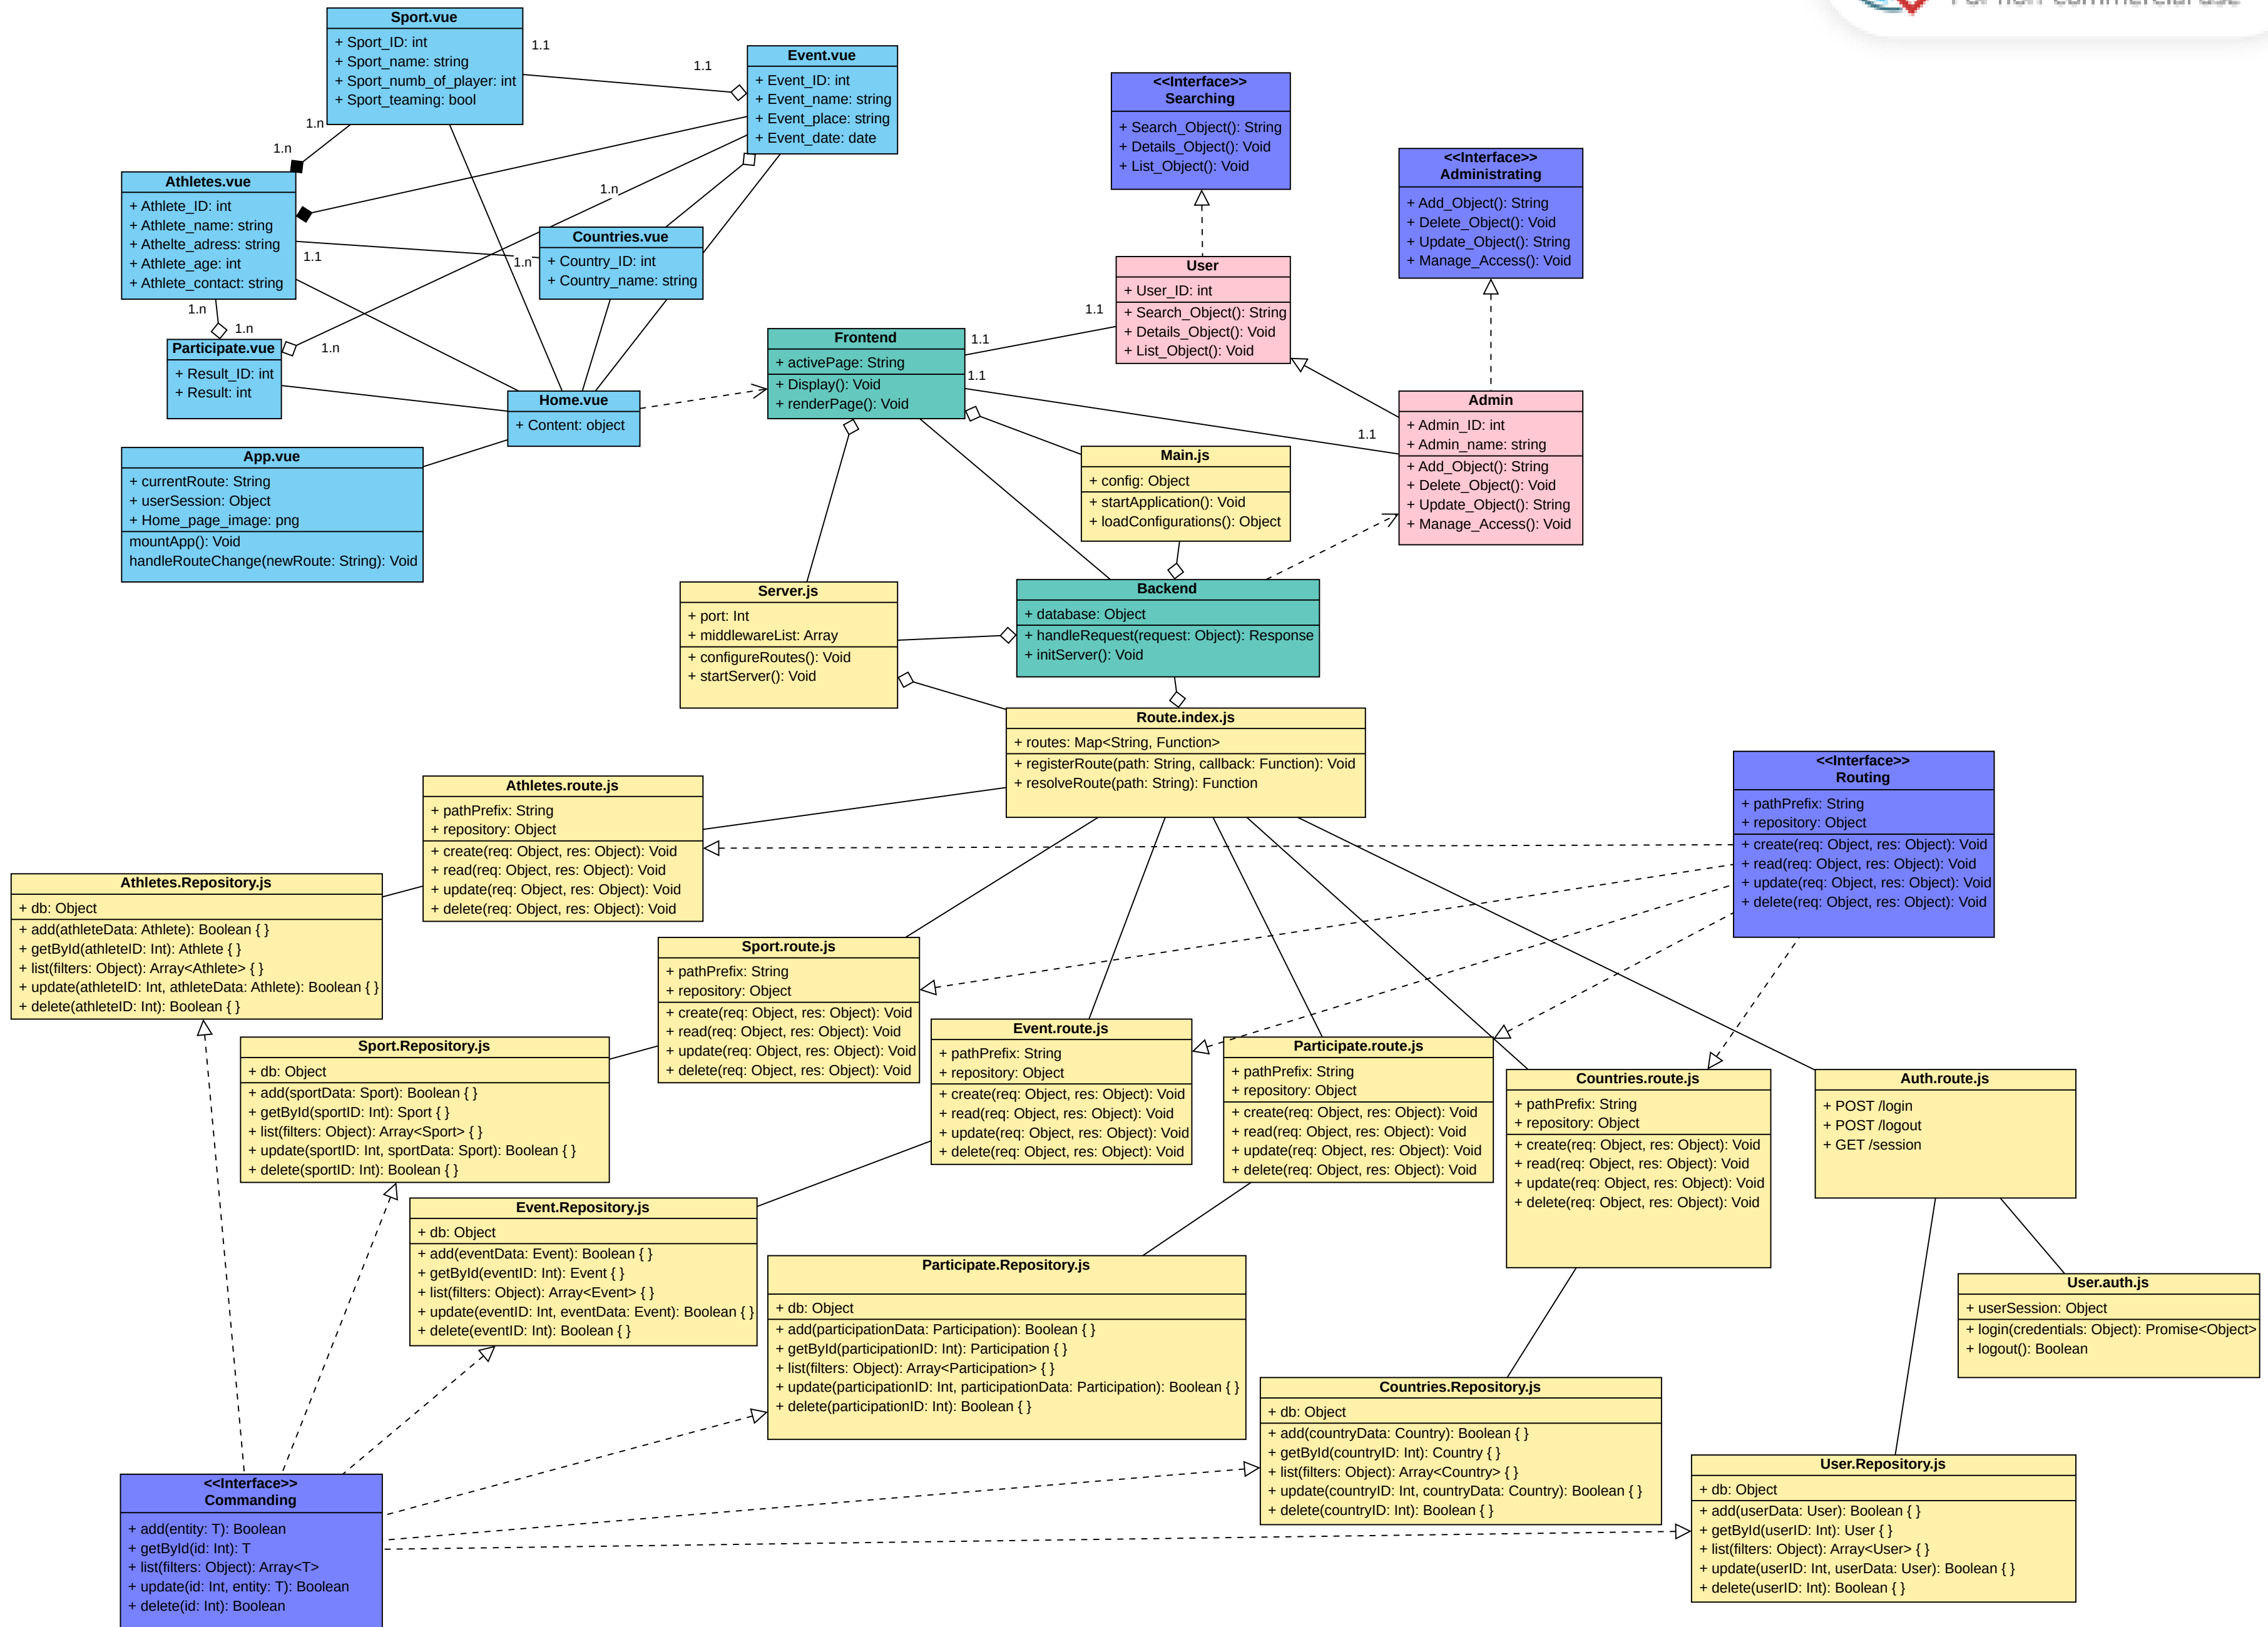 Sport.vue
+ Sport_ID: int
+ Sport_name: string
+ Sport_numb_of_player: int
+ Sport_teaming: bool
1.1
1.1
Event.vue
+ Event_ID: int
+ Event_name: string
+ Event_place: string
+ Event_date: date
<<Interface>>
Searching
+ Search_Object(): String
+ Details_Object(): Void
+ List_Object(): Void
<<Interface>>
Administrating
+ Add_Object(): String
+ Delete_Object(): Void
+ Update_Object(): String
+ Manage_Access(): Void
1.n
1.n
Athletes.vue
+ Athlete_ID: int
+ Athlete_name: string
+ Athelte_adress: string
+ Athlete_age: int
+ Athlete_contact: string
1.n
1.1
1.n
Countries.vue
+ Country_ID: int
+ Country_name: string
User
+ User_ID: int
+ Search_Object(): String
+ Details_Object(): Void
+ List_Object(): Void
1.n
1.n
1.n
Participate.vue
+ Result_ID: int
+ Result: int
Frontend
+ activePage: String
+ Display(): Void
+ renderPage(): Void
1.1
1.1
1.1
1.1
Home.vue
+ Content: object
Admin
+ Admin_ID: int
+ Admin_name: string
+ Add_Object(): String
+ Delete_Object(): Void
+ Update_Object(): String
+ Manage_Access(): Void
App.vue
+ currentRoute: String
+ userSession: Object
+ Home_page_image: png
mountApp(): Void
handleRouteChange(newRoute: String): Void
Main.js
+ config: Object
+ startApplication(): Void
+ loadConfigurations(): Object
Server.js
+ port: Int
+ middlewareList: Array
+ configureRoutes(): Void
+ startServer(): Void
Backend
+ database: Object
+ handleRequest(request: Object): Response
+ initServer(): Void
Route.index.js
+ routes: Map<String, Function>
+ registerRoute(path: String, callback: Function): Void
+ resolveRoute(path: String): Function
<<Interface>>
Routing
+ pathPrefix: String
+ repository: Object
+ create(req: Object, res: Object): Void
+ read(req: Object, res: Object): Void
+ update(req: Object, res: Object): Void
+ delete(req: Object, res: Object): Void
Athletes.route.js
+ pathPrefix: String
+ repository: Object
+ create(req: Object, res: Object): Void
+ read(req: Object, res: Object): Void
+ update(req: Object, res: Object): Void
+ delete(req: Object, res: Object): Void
Athletes.Repository.js
+ db: Object
+ add(athleteData: Athlete): Boolean { }
+ getById(athleteID: Int): Athlete { }
+ list(filters: Object): Array<Athlete> { }
+ update(athleteID: Int, athleteData: Athlete): Boolean { }
+ delete(athleteID: Int): Boolean { }
Sport.route.js
+ pathPrefix: String
+ repository: Object
+ create(req: Object, res: Object): Void
+ read(req: Object, res: Object): Void
+ update(req: Object, res: Object): Void
+ delete(req: Object, res: Object): Void
Sport.Repository.js
+ db: Object
+ add(sportData: Sport): Boolean { }
+ getById(sportID: Int): Sport { }
+ list(filters: Object): Array<Sport> { }
+ update(sportID: Int, sportData: Sport): Boolean { }
+ delete(sportID: Int): Boolean { }
Event.route.js
+ pathPrefix: String
+ repository: Object
+ create(req: Object, res: Object): Void
+ read(req: Object, res: Object): Void
+ update(req: Object, res: Object): Void
+ delete(req: Object, res: Object): Void
Participate.route.js
+ pathPrefix: String
+ repository: Object
+ create(req: Object, res: Object): Void
+ read(req: Object, res: Object): Void
+ update(req: Object, res: Object): Void
+ delete(req: Object, res: Object): Void
Countries.route.js
+ pathPrefix: String
+ repository: Object
+ create(req: Object, res: Object): Void
+ read(req: Object, res: Object): Void
+ update(req: Object, res: Object): Void
+ delete(req: Object, res: Object): Void
Auth.route.js
+ POST /login
+ POST /logout
+ GET /session
Event.Repository.js
+ db: Object
+ add(eventData: Event): Boolean { }
+ getById(eventID: Int): Event { }
+ list(filters: Object): Array<Event> { }
+ update(eventID: Int, eventData: Event): Boolean { }
+ delete(eventID: Int): Boolean { }
Participate.Repository.js
+ db: Object
+ add(participationData: Participation): Boolean { }
+ getById(participationID: Int): Participation { }
+ list(filters: Object): Array<Participation> { }
+ update(participationID: Int, participationData: Participation): Boolean { }
+ delete(participationID: Int): Boolean { }
User.auth.js
+ userSession: Object
+ login(credentials: Object): Promise<Object>
+ logout(): Boolean
Countries.Repository.js
+ db: Object
+ add(countryData: Country): Boolean { }
+ getById(countryID: Int): Country { }
+ list(filters: Object): Array<Country> { }
+ update(countryID: Int, countryData: Country): Boolean { }
+ delete(countryID: Int): Boolean { }
User.Repository.js
+ db: Object
+ add(userData: User): Boolean { }
+ getById(userID: Int): User { }
+ list(filters: Object): Array<User> { }
+ update(userID: Int, userData: User): Boolean { }
+ delete(userID: Int): Boolean { }
<<Interface>>
Commanding
+ add(entity: T): Boolean
+ getById(id: Int): T
+ list(filters: Object): Array<T>
+ update(id: Int, entity: T): Boolean
+ delete(id: Int): Boolean